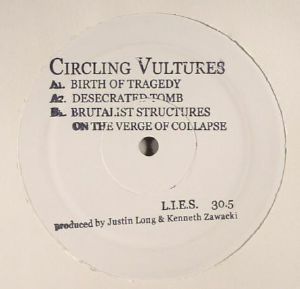 CIRCLING VULTURES
A1. BIRTH OF TRAGEDY
A2. DESECRATED TOMB
B1. BRUTALIST STRUCTURES
ON THE VERGE OF COLLAPSE
L.I.E.S. 30.5
produced by Justin Long & Kenneth Zawacki